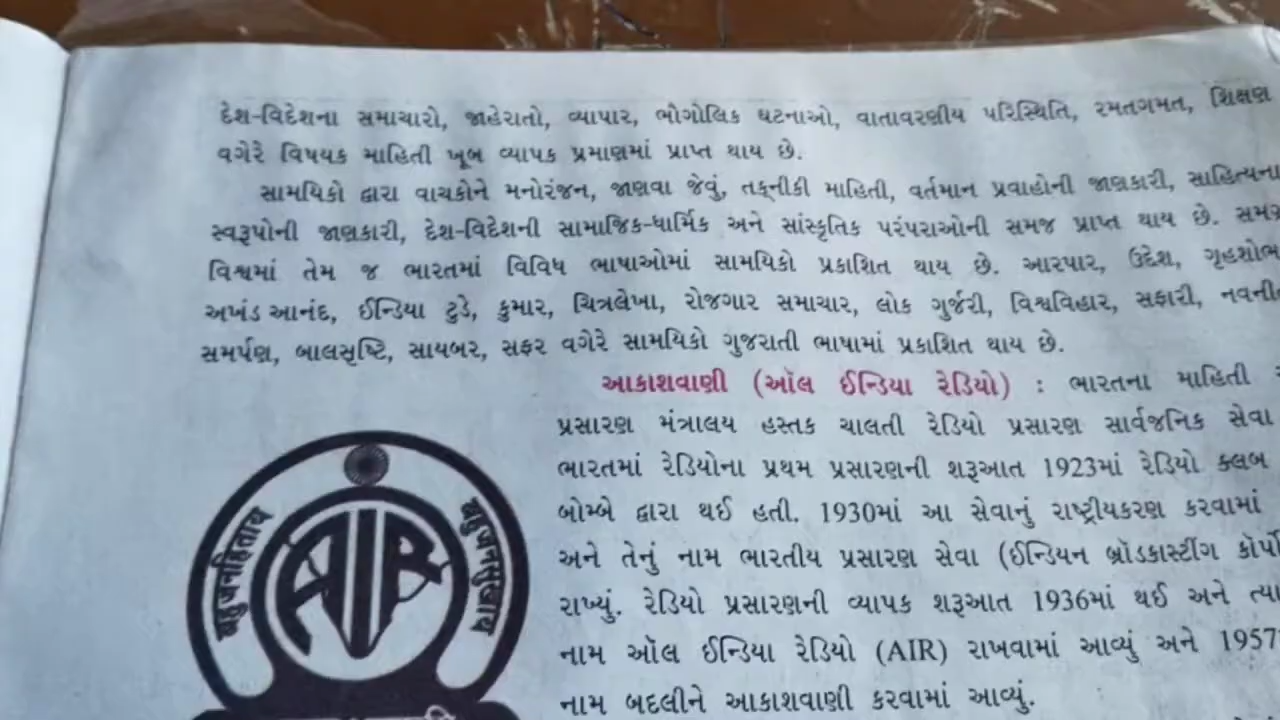 દેશ-વિદેશના સમાચારો, જાહેરાતો, વ્યાપાર, ભૌગોલિક ઘટનાઓ, વાતાવરણીય પરિસ્થિતિ, રમતગમત, શિક્ષણ
વગેરે વિષયક માહિતી ખૂબ વ્યાપક પ્રમાણમાં પ્રાપ્ત થાય છે.
સામયિકો દ્વારા વાચકોને મનોરંજન, જાણવા જેવું, તક્નીકી માહિતી, વર્તમાન પ્રવાહોની જાણકારી, સાહિત્યના
સ્વરૂપોની જાણકારી, દેશ-વિદેશની સામાજિક-ધાર્મિક અને સાંસ્કૃતિક પરંપરાઓની સમજ પ્રાપ્ત થાય છે.
વિશ્વમાં તેમ જ ભારતમાં વિવિધ ભાષાઓમાં સામયિકો પ્રકાશિત થાય છે. આરપાર, ઉદેશ,
અખંડ આનંદ, ઈન્ડિયા ટુડે, કુમાર, ચિત્રલેખા, રોજગાર સમાચાર, લોક ગુર્જરી, વિશ્વવિહાર, સફારી,
સમર્પણ, બાલસૃષ્ટિ, સાયબર, સફર વગેરે સામયિકો ગુજરાતી ભાષામાં પ્રકાશિત થાય છે.
આકાશવાણી (ઑલ ઈન્ડિયા રેડિયો) : ભારતના માહિતી
પ્રસારણ મંત્રાલય હસ્તક ચાલતી રેડિયો પ્રસારણ સાર્વજનિક સેવા
ભારતમાં રેડિયોના પ્રથમ પ્રસારણની શરૂઆત 1923માં રેડિયો ક્લબ
બોમ્બે દ્વારા થઈ હતી. 1930માં આ સેવાનું રાષ્ટ્રીયકરણ કરવામાં
અને તેનું નામ ભારતીય પ્રસારણ સેવા (ઈન્ડિયન બ્રૉડકાસ્ટીંગ
રાખ્યું. રેડિયો પ્રસારણની વ્યાપક શરૂઆત 1936માં થઈ અને
નામ ઑલ ઈન્ડિયા રેડિયો (AIR) રાખવામાં આવ્યું અને 1957
નામ બદલીને આકાશવાણી કરવામાં આવ્યું.
बहुजनहिताय
बहुजनसुखाय
AIR